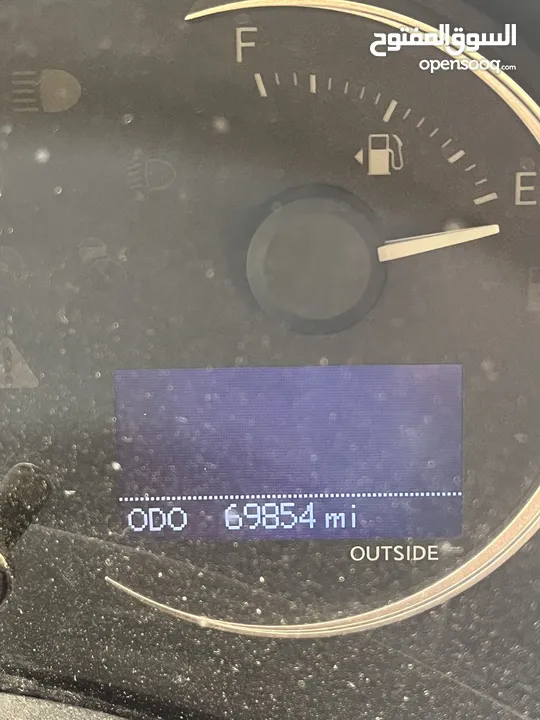 السوق المفتوح
opensooq.com
F
E
ODO 69854 mi
OUTSIDE